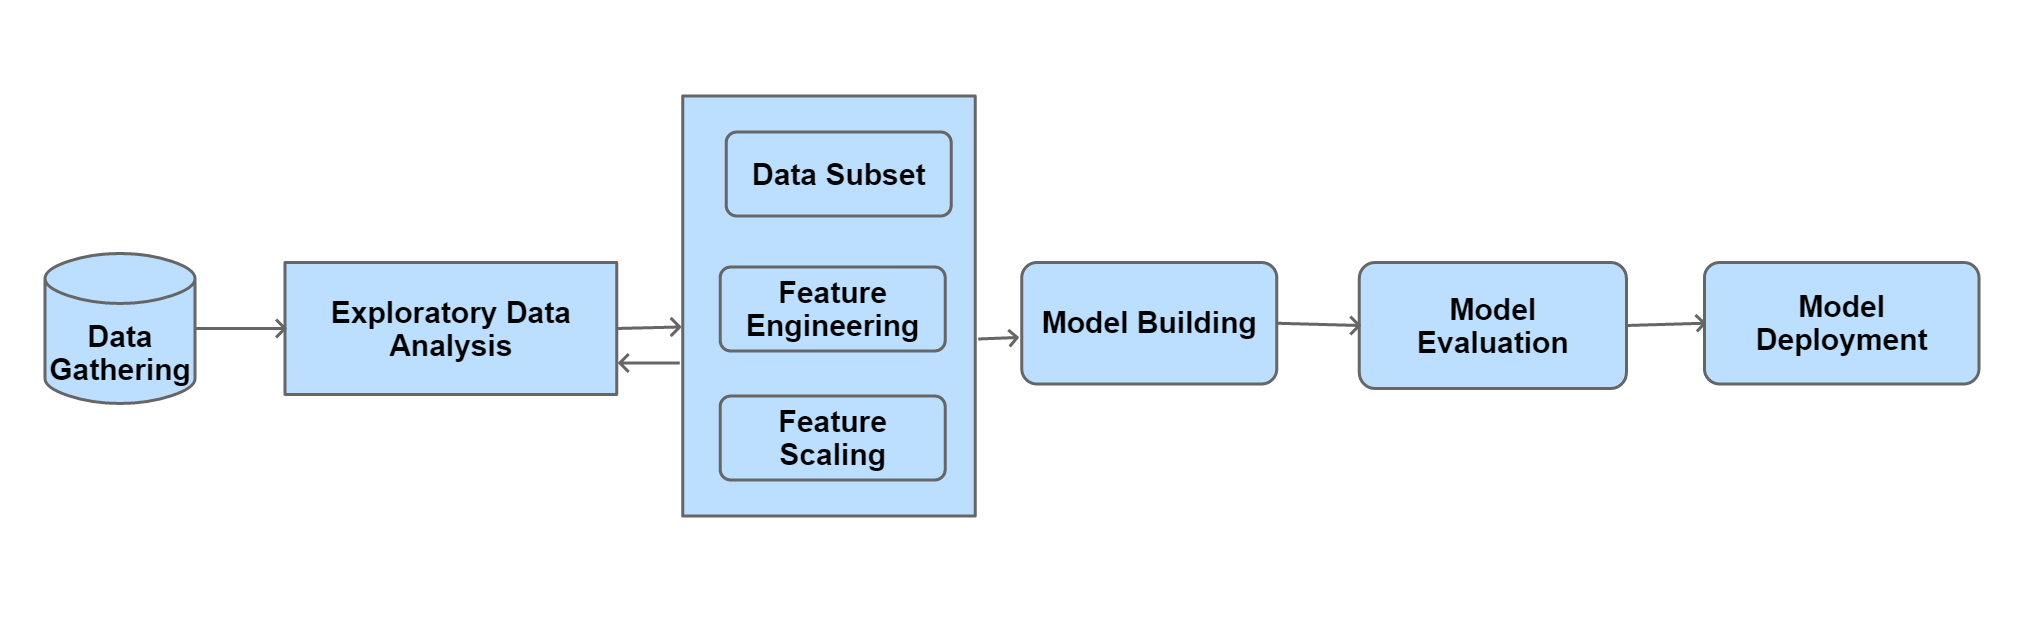 Data
Gathering
Exploratory Data
Analysis
Data Subset
Feature
Engineering
Feature
Scaling
Model Building
Model
Evaluation
Model
Deployment